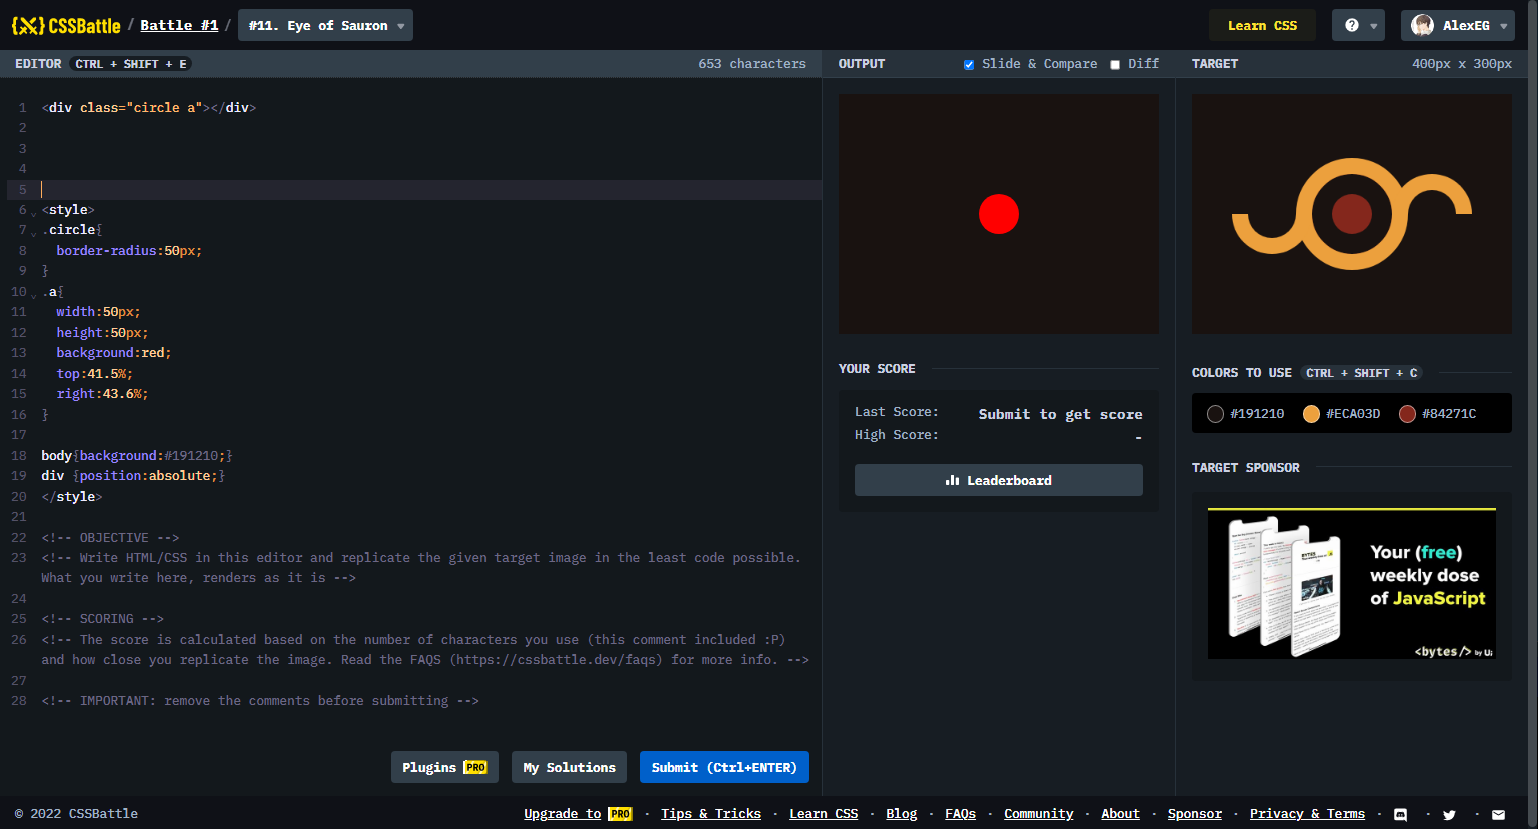 {X} CSSBattle / Battle #1 / #11. Eye of Sauron
Learn CSS
?
AlexEG
EDITOR CTRL + SHIFT + E 653 characters
OUTPUT Slide & Compare Diff
TARGET 400px x 300px
1 <div class="circle a"></div>
2
3
4
5
6 <style>
7 .circle{
8 border-radius:50px;
9 }
10 .a{
11 width:50px;
12 height:50px;
13 background:red;
14 top:41.5%;
15 right:43.6%;
16 }
17
18 body{background:#191210;}
19 div {position:absolute;}
20 </style>
21
22 <!-- OBJECTIVE -->
23 <!-- Write HTML/CSS in this editor and replicate the given target image in the least code possible.
What you write here, renders as it is -->
24
25 <!-- SCORING -->
26 <!-- The score is calculated based on the number of characters you use (this comment included :P)
and how close you replicate the image. Read the FAQS (https://cssbattle.dev/faqs) for more info. -->
27
28 <!-- IMPORTANT: remove the comments before submitting -->
Plugins PRO
My Solutions
Submit (Ctrl+ENTER)
YOUR SCORE
Last Score: Submit to get score
High Score: -
Leaderboard
COLORS TO USE CTRL + SHIFT + C
#191210 #ECA03D #84271C
TARGET SPONSOR
BYTES
Your (free)
weekly dose
of JavaScript
<bytes/> by ui
© 2022 CSSBattle
Upgrade to PRO · Tips & Tricks · Learn CSS · Blog · FAQs · Community · About · Sponsor · Privacy & Terms · · ·